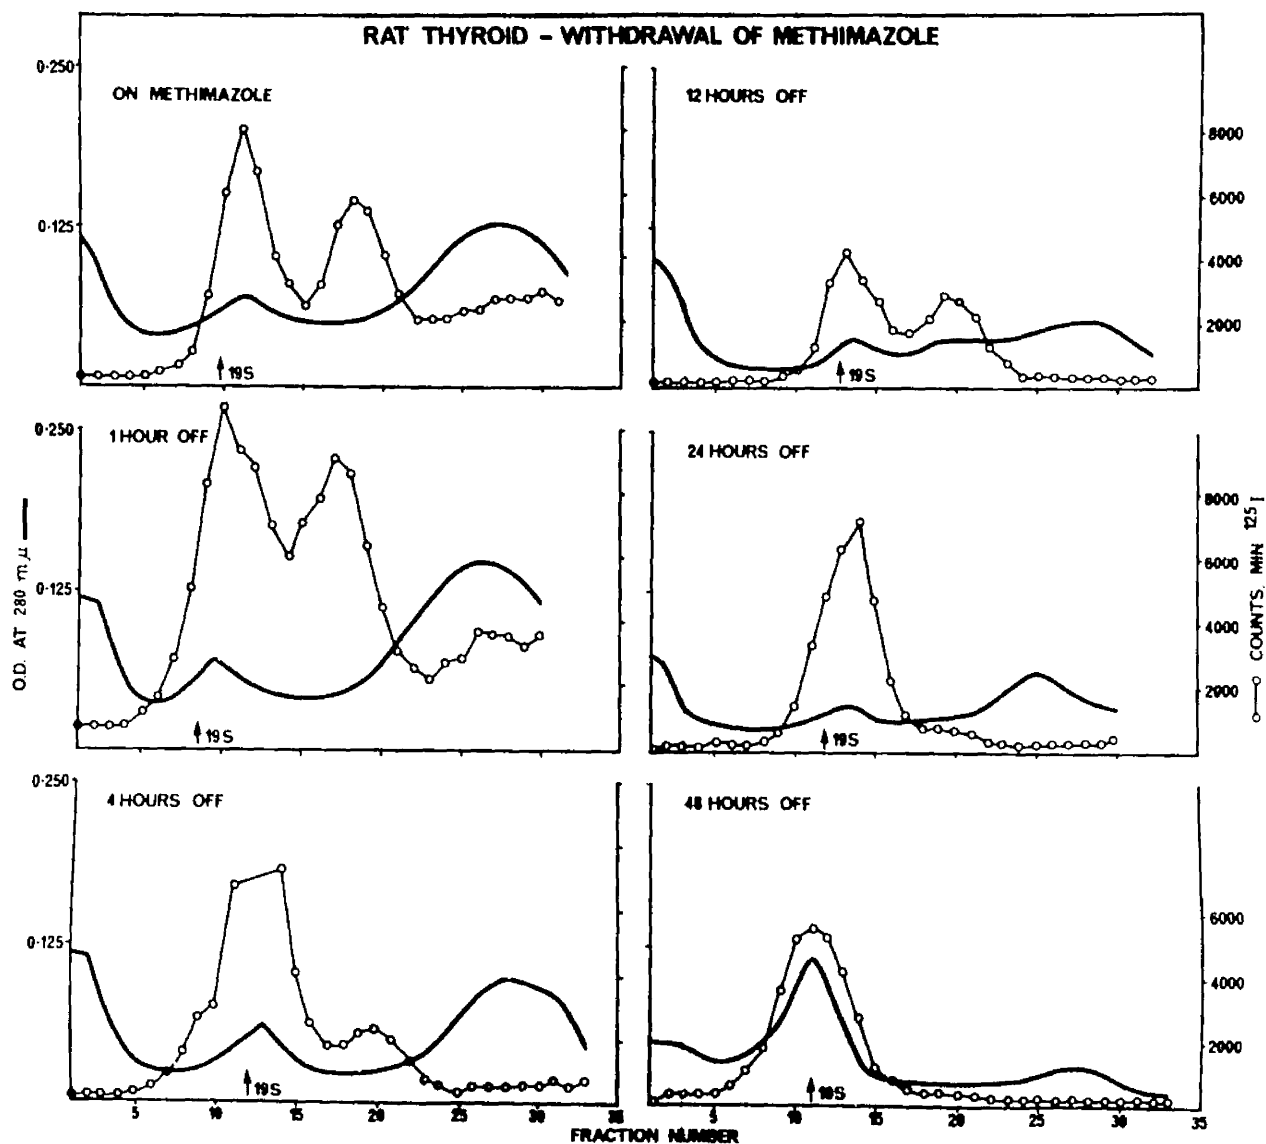 RAT THYROID – WITHDRAWAL OF METHIMAZOLE
0·250
ON METHIMAZOLE
0·125
19S
12 HOURS OFF
8000
6000
4000
2000
19S
0·250
1 HOUR OFF
0·125
19S
24 HOURS OFF
8000
6000
4000
2000
19S
O.D. AT 280 mμ
COUNTS. MIN 125 I
0·250
4 HOURS OFF
0·125
19S
5 10 15 20 25 30 35
48 HOURS OFF
6000
4000
2000
19S
5 10 15 20 25 30 35
FRACTION NUMBER